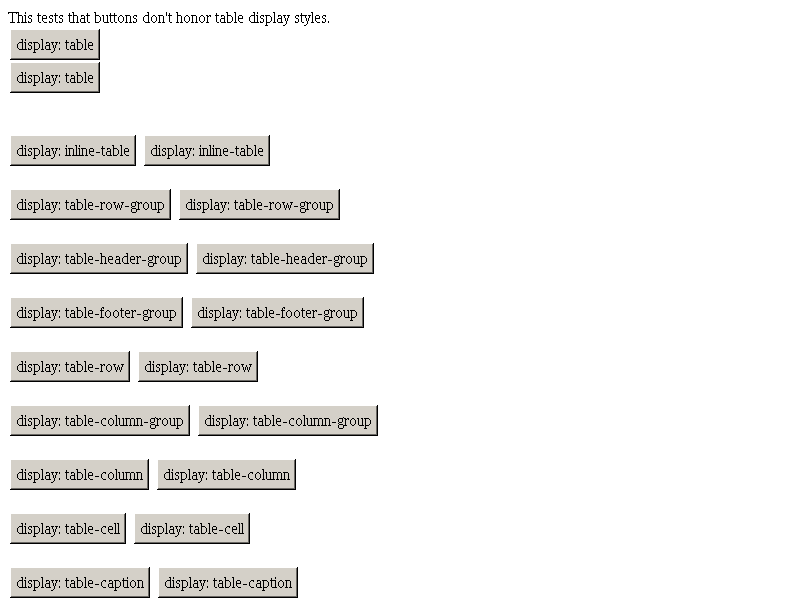 This tests that buttons don't honor table display styles.
display: table
display: table
display: inline-table display: inline-table
display: table-row-group display: table-row-group
display: table-header-group display: table-header-group
display: table-footer-group display: table-footer-group
display: table-row display: table-row
display: table-column-group display: table-column-group
display: table-column display: table-column
display: table-cell display: table-cell
display: table-caption display: table-caption